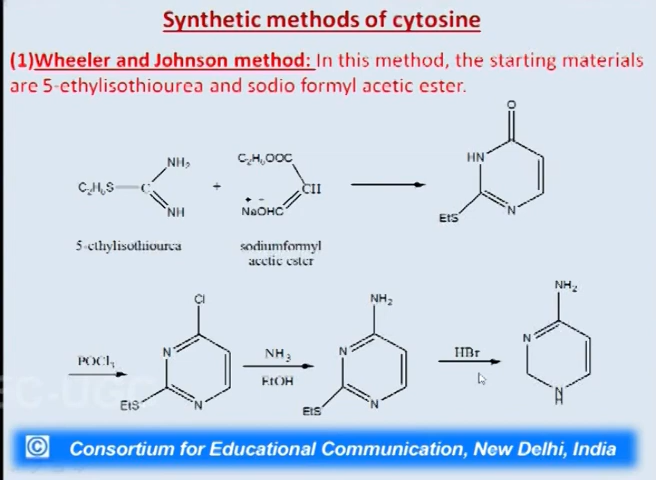 Synthetic methods of cytosine
(1)Wheeler and Johnson method: In this method, the starting materials
are 5-ethylisothiourea and sodio formyl acetic ester.
O
NH₂
C₂H₅OOC
HN
C₂H₅S
C
+
CH
NH
+ -
NaOHC
EtS
N
5-ethylisothiourea
sodiumformyl
acetic ester
Cl
NH₂
NH₂
POCl₃
N
NH₃
N
HBr
N
EtOH
EtS
N
EtS
N
N
H
EC-UGC
© Consortium for Educational Communication, New Delhi, India